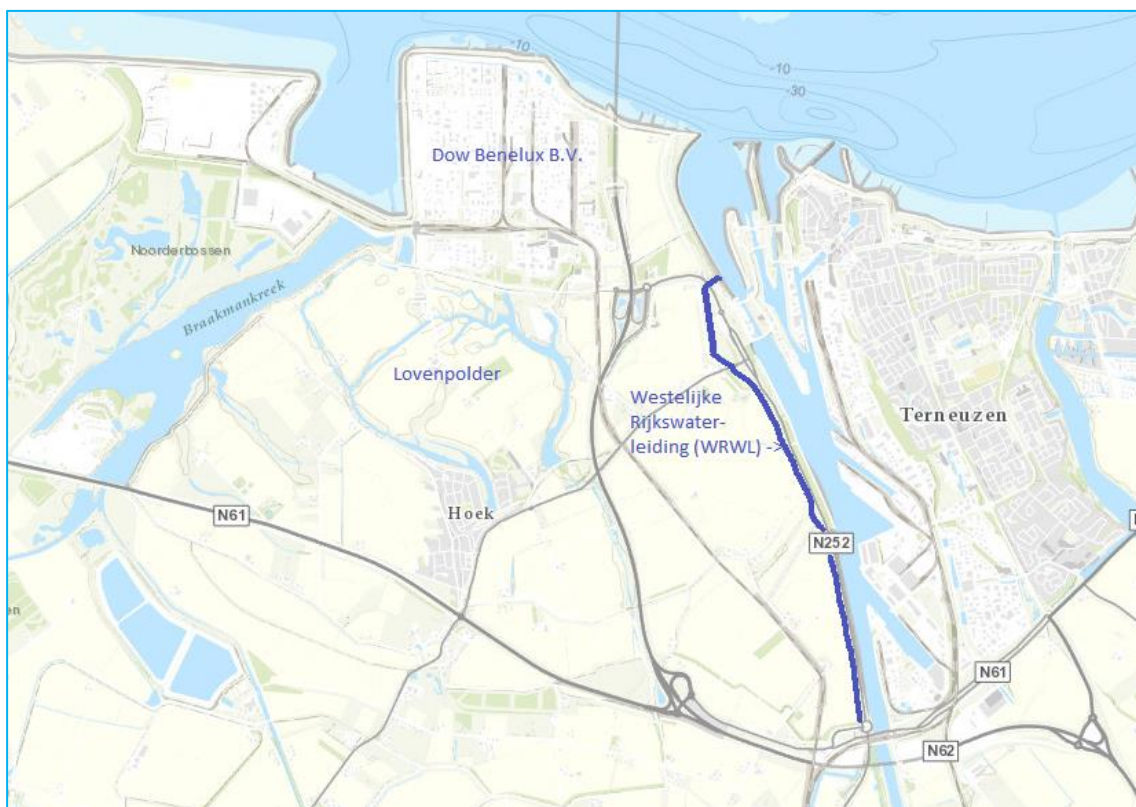 -10
-10
-30
Dow Benelux B.V.
Noorderbossen
Braakmankreek
Lovenpolder
Westelijke
Rijkswater-
leiding (WRWL) ->
Terneuzen
N61
Hoek
N252
N61
N62